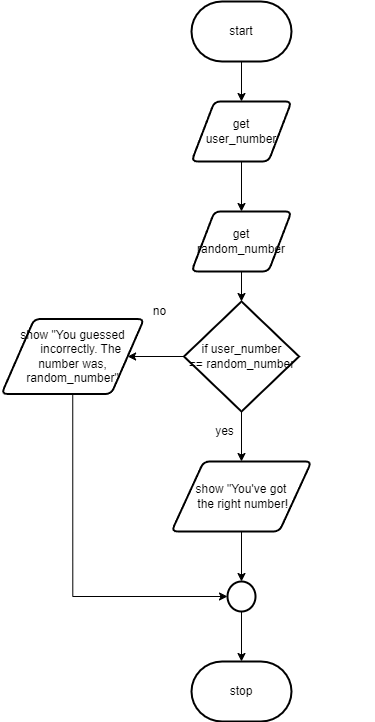 start
get
user_number
get
random_number
no
if user_number
== random_number
show "You guessed
incorrectly. The
number was,
random_number"
yes
show "You've got
the right number!
stop